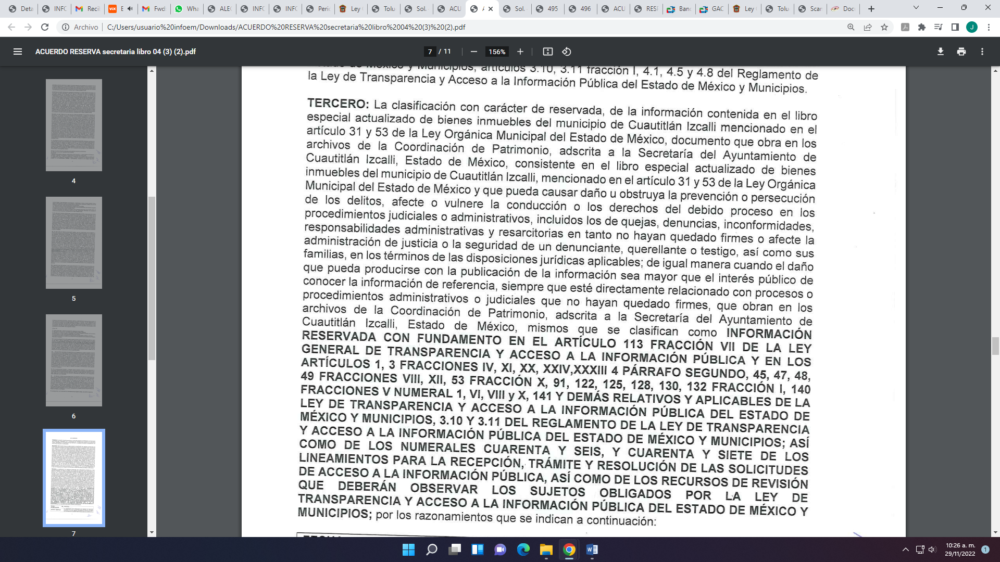 Deta
INFO
Recil
E
Fwd
Wha
ALEG
INFO
INFO
Peric
Ley
Tolu
Sol.
ACU
A
Sol.
495
496
ACU
RESI
Banc
GAC
Ley
Tolu
Scar
Doc
Archivo
C:/Users/usuario%20infoem/Downloads/ACUERDO%20RESERVA%20secretaria%20libro%2004%20(3)%20(2).pdf
J
ACUERDO RESERVA secretaria libro 04 (3) (2).pdf
7 / 11
156%
4
5
6
7
México y Municipios, artículos 3.10, 3.11 fracción I, 4.1, 4.5 y 4.8 del Reglamento de
la Ley de Transparencia y Acceso a la Información Pública del Estado de México y Municipios.
TERCERO: La clasificación con carácter de reservada, de la información contenida en el libro
especial actualizado de bienes inmuebles del municipio de Cuautitlán Izcalli mencionado en el
artículo 31 y 53 de la Ley Orgánica Municipal del Estado de México, documento que obra en los
archivos de la Coordinación de Patrimonio, adscrita a la Secretaría del Ayuntamiento de
Cuautitlán Izcalli, Estado de México, consistente en el libro especial actualizado de bienes
inmuebles del municipio de Cuautitlán Izcalli, mencionado en el artículo 31 y 53 de la Ley Orgánica
Municipal del Estado de México y que pueda causar daño u obstruya la prevención o persecución
de los delitos, afecte o vulnere la conducción o los derechos del debido proceso en los
procedimientos judiciales o administrativos, incluidos los de quejas, denuncias, inconformidades,
responsabilidades administrativas y resarcitorias en tanto no hayan quedado firmes o afecte la
administración de justicia o la seguridad de un denunciante, querellante o testigo, así como sus
familias, en los términos de las disposiciones jurídicas aplicables; de igual manera cuando el daño
que pueda producirse con la publicación de la información sea mayor que el interés público de
conocer la información de referencia, siempre que esté directamente relacionado con procesos o
procedimientos administrativos o judiciales que no hayan quedado firmes, que obran en los
archivos de la Coordinación de Patrimonio, adscrita a la Secretaría del Ayuntamiento de
Cuautitlán Izcalli, Estado de México, mismos que se clasifican como INFORMACIÓN
RESERVADA CON FUNDAMENTO EN EL ARTÍCULO 113 FRACCIÓN VII DE LA LEY
GENERAL DE TRANSPARENCIA Y ACCESO A LA INFORMACIÓN PÚBLICA Y EN LOS
ARTÍCULOS 1, 3 FRACCIONES IV, XI, XX, XXIV,XXXIII 4 PÁRRAFO SEGUNDO, 45, 47, 48,
49 FRACCIONES VIII, XII, 53 FRACCIÓN X, 91, 122, 125, 128, 130, 132 FRACCIÓN I, 140
FRACCIONES V NUMERAL 1, VI, VIII y X, 141 Y DEMÁS RELATIVOS Y APLICABLES DE LA
LEY DE TRANSPARENCIA Y ACCESO A LA INFORMACIÓN PÚBLICA DEL ESTADO DE
MÉXICO Y MUNICIPIOS, 3.10 Y 3.11 DEL REGLAMENTO DE LA LEY DE TRANSPARENCIA
Y ACCESO A LA INFORMACIÓN PÚBLICA DEL ESTADO DE MÉXICO Y MUNICIPIOS; ASÍ
COMO DE LOS NUMERALES CUARENTA Y SEIS, Y CUARENTA Y SIETE DE LOS
LINEAMIENTOS PARA LA RECEPCIÓN, TRÁMITE Y RESOLUCIÓN DE LAS SOLICITUDES
DE ACCESO A LA INFORMACIÓN PÚBLICA, ASÍ COMO DE LOS RECURSOS DE REVISIÓN
QUE DEBERÁN OBSERVAR LOS SUJETOS OBLIGADOS POR LA LEY DE
TRANSPARENCIA Y ACCESO A LA INFORMACIÓN PÚBLICA DEL ESTADO DE MÉXICO Y
MUNICIPIOS; por los razonamientos que se indican a continuación:
10:26 a. m.
29/11/2022
1